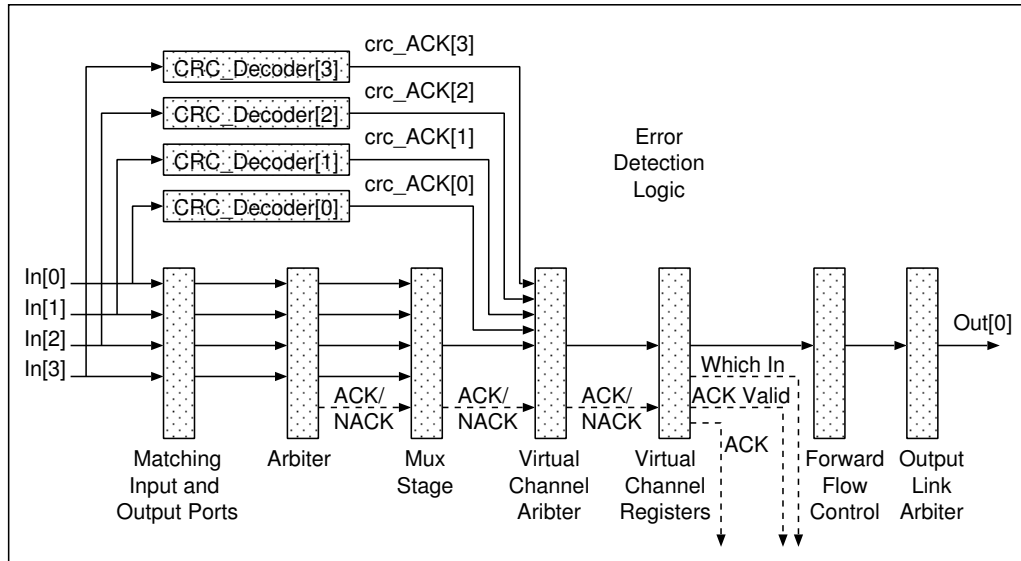 crc_ACK[3]
CRC_Decoder[3]
crc_ACK[2]
CRC_Decoder[2]
crc_ACK[1]
CRC_Decoder[1]
crc_ACK[0]
CRC_Decoder[0]
Error
Detection
Logic
In[0]
In[1]
In[2]
In[3]
Out[0]
Which In
ACK/
NACK
ACK/
NACK
ACK/
NACK
ACK Valid
ACK
Matching
Input and
Output Ports
Arbiter
Mux
Stage
Virtual
Channel
Aribter
Virtual
Channel
Registers
Forward
Flow
Control
Output
Link
Arbiter